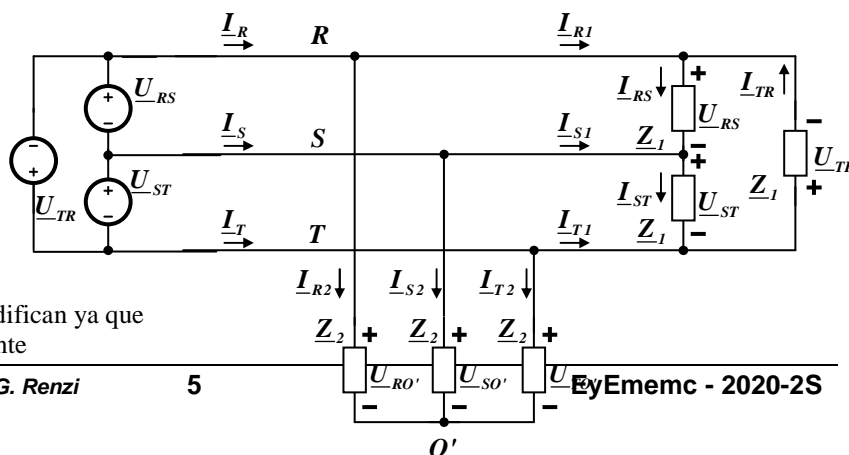 I_R R I_R1
U_RS I_RS U_RS I_TR
I_S S I_S1 Z_1
U_TR U_ST I_ST U_ST Z_1
I_T T I_T1 Z_1
I_R2 I_S2 I_T2
difican ya que
nte
Z_2 Z_2 Z_2
G. Renzi 5 EyEmemc - 2020-2S
U_RO' U_SO'
O'